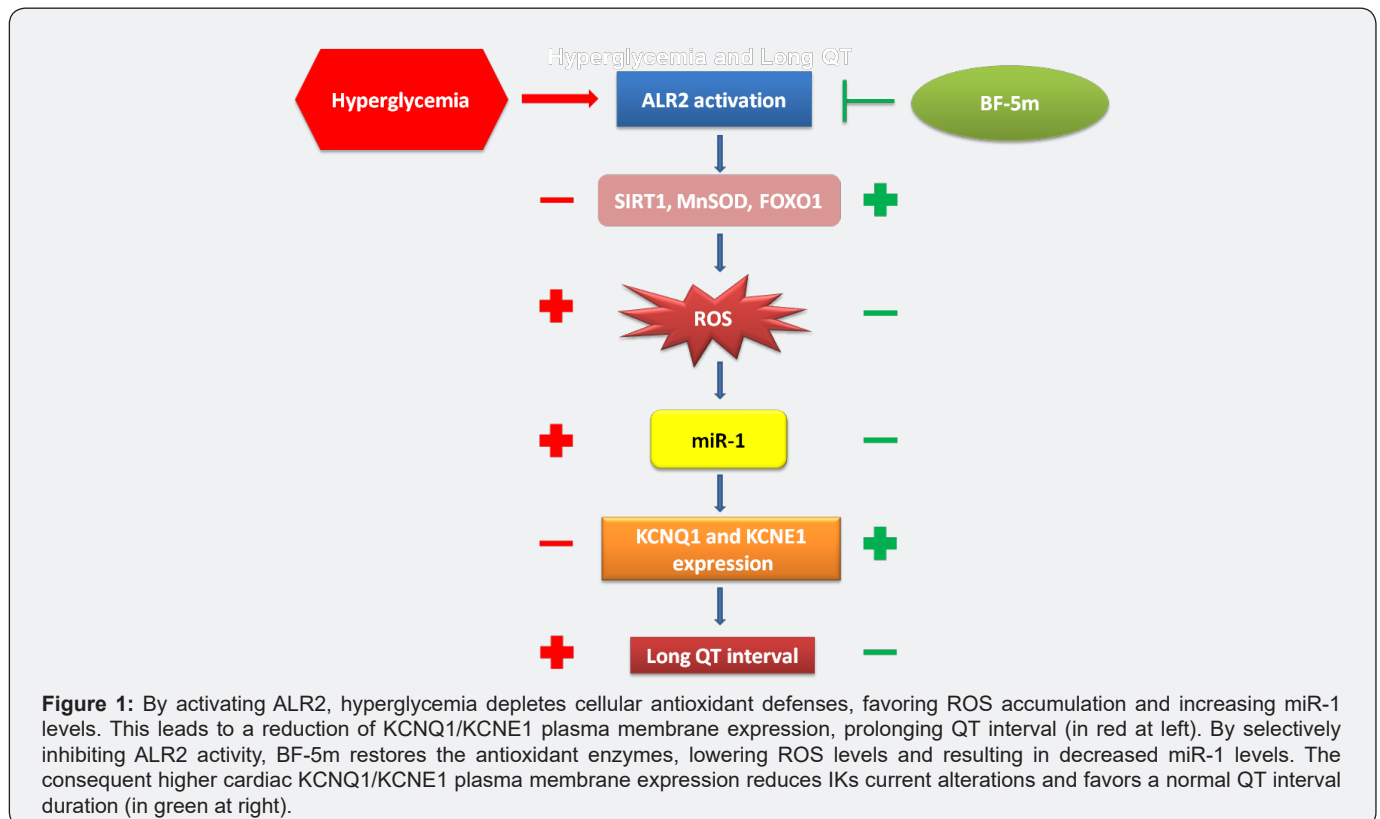 Hyperglycemia and Long QT
Hyperglycemia
ALR2 activation
BF-5m
SIRT1, MnSOD, FOXO1
ROS
miR-1
KCNQ1 and KCNE1
expression
Long QT interval
Figure 1: By activating ALR2, hyperglycemia depletes cellular antioxidant defenses, favoring ROS accumulation and increasing miR-1
levels. This leads to a reduction of KCNQ1/KCNE1 plasma membrane expression, prolonging QT interval (in red at left). By selectively
inhibiting ALR2 activity, BF-5m restores the antioxidant enzymes, lowering ROS levels and resulting in decreased miR-1 levels. The
consequent higher cardiac KCNQ1/KCNE1 plasma membrane expression reduces IKs current alterations and favors a normal QT interval
duration (in green at right).